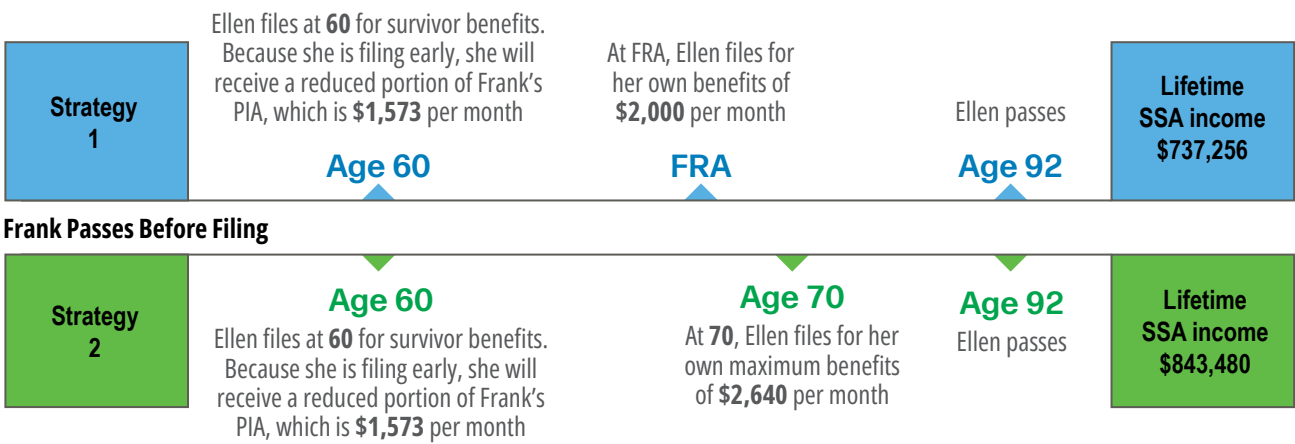 Strategy
1
Ellen files at 60 for survivor benefits.
Because she is filing early, she will
receive a reduced portion of Frank’s
PIA, which is $1,573 per month
Age 60
At FRA, Ellen files for
her own benefits of
$2,000 per month
FRA
Ellen passes
Age 92
Lifetime
SSA income
$737,256
Frank Passes Before Filing
Strategy
2
Age 60
Ellen files at 60 for survivor benefits.
Because she is filing early, she will
receive a reduced portion of Frank’s
PIA, which is $1,573 per month
Age 70
At 70, Ellen files for her
own maximum benefits
of $2,640 per month
Age 92
Ellen passes
Lifetime
SSA income
$843,480